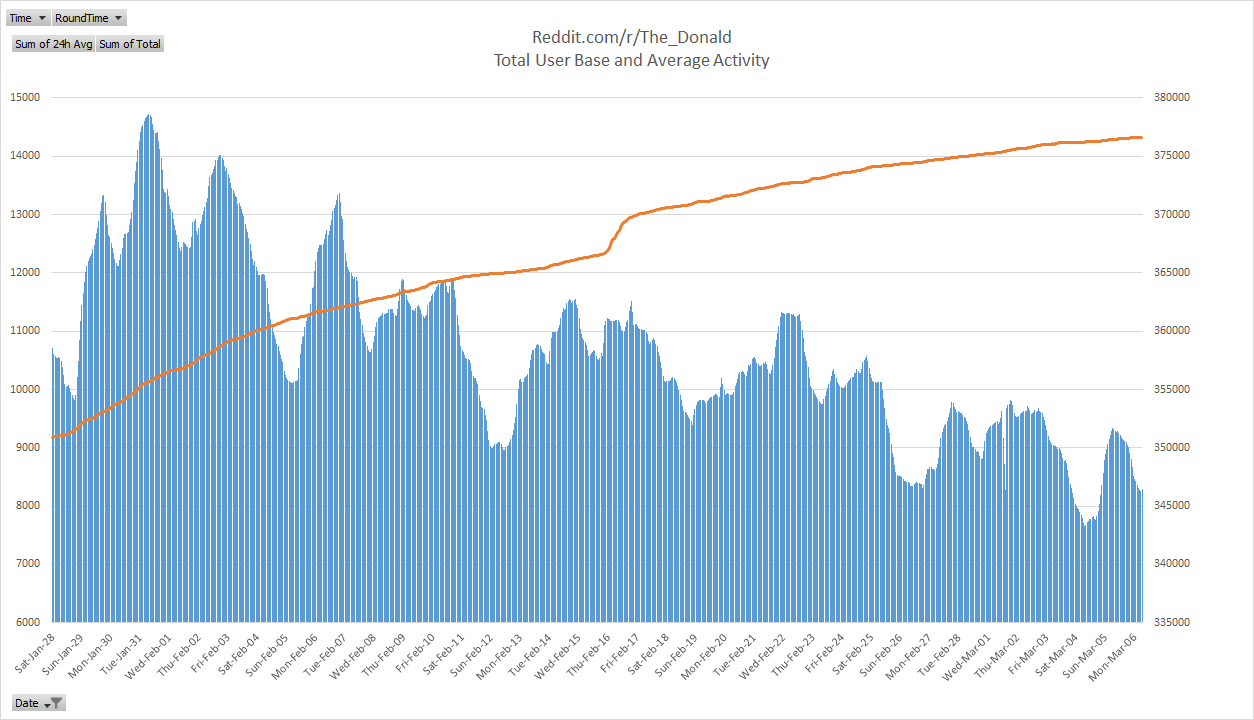 Time RoundTime
Sum of 24h Avg Sum of Total
Reddit.com/r/The_Donald
Total User Base and Average Activity
15000
14000
13000
12000
11000
10000
9000
8000
7000
6000
380000
375000
370000
365000
360000
355000
350000
345000
340000
335000
Sat-Jan-28
Sun-Jan-29
Mon-Jan-30
Tue-Jan-31
Wed-Feb-01
Thu-Feb-02
Fri-Feb-03
Sat-Feb-04
Sun-Feb-05
Mon-Feb-06
Tue-Feb-07
Wed-Feb-08
Thu-Feb-09
Fri-Feb-10
Sat-Feb-11
Sun-Feb-12
Mon-Feb-13
Tue-Feb-14
Wed-Feb-15
Thu-Feb-16
Fri-Feb-17
Sat-Feb-18
Sun-Feb-19
Mon-Feb-20
Tue-Feb-21
Wed-Feb-22
Thu-Feb-23
Fri-Feb-24
Sat-Feb-25
Sun-Feb-26
Mon-Feb-27
Tue-Feb-28
Wed-Mar-01
Thu-Mar-02
Fri-Mar-03
Sat-Mar-04
Sun-Mar-05
Mon-Mar-06
Date